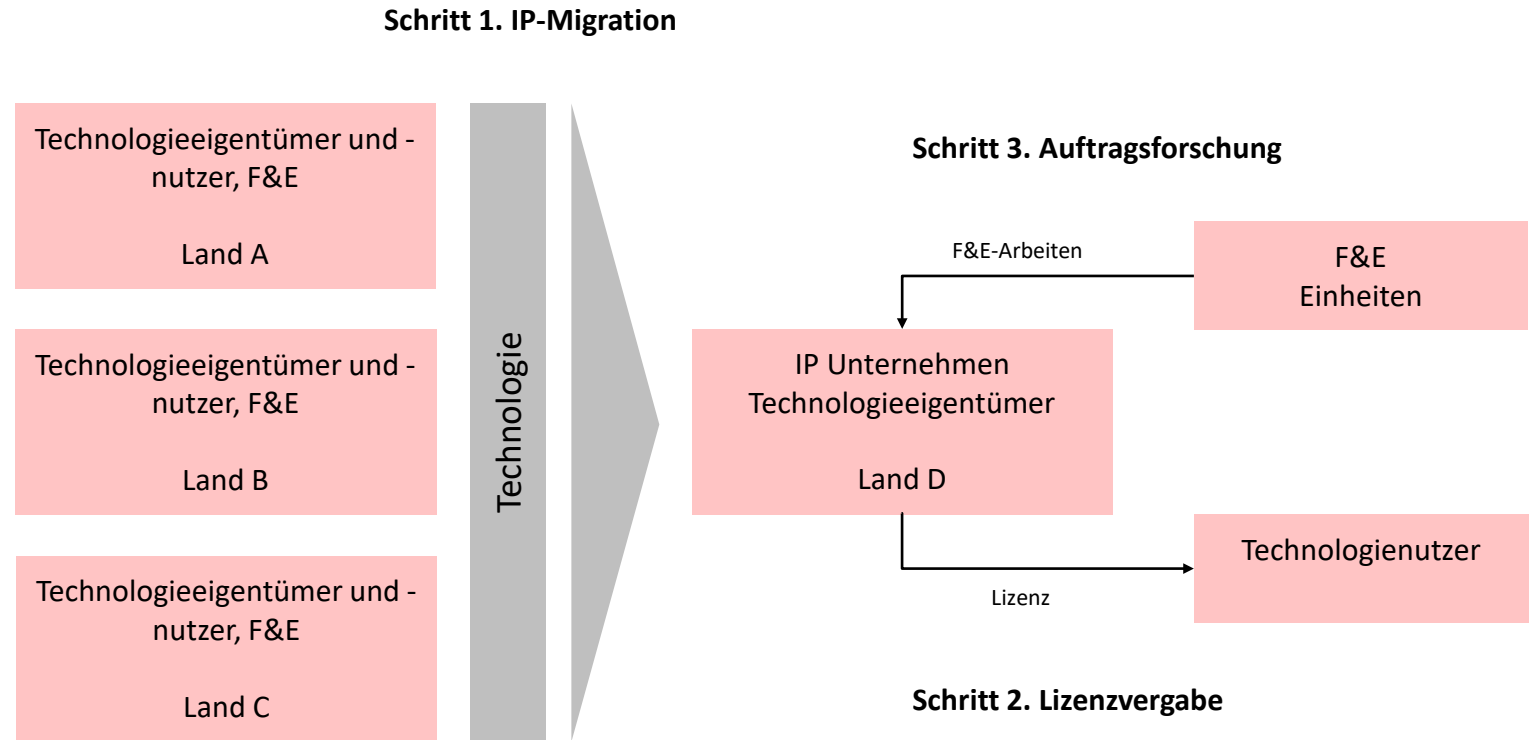 Schritt 1. IP-Migration
Technologieeigentümer und -
nutzer, F&E
Land A
Technologieeigentümer und -
nutzer, F&E
Land B
Technologieeigentümer und -
nutzer, F&E
Land C
Technologie
Schritt 3. Auftragsforschung
F&E-Arbeiten
F&E
Einheiten
IP Unternehmen
Technologieeigentümer
Land D
Technologienutzer
Lizenz
Schritt 2. Lizenzvergabe